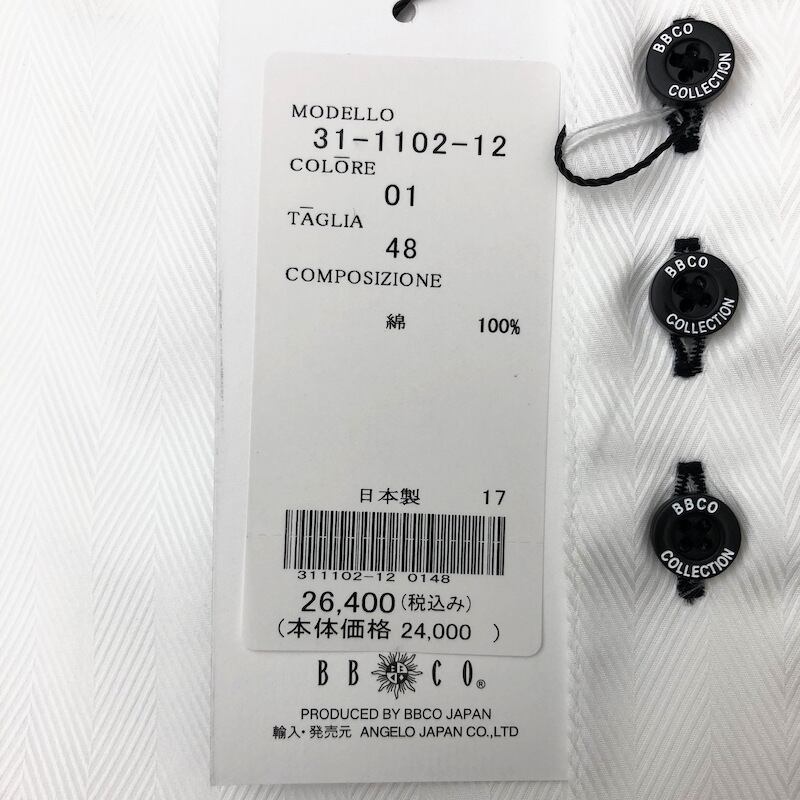 MODELLO
31-1102-12
COLORE
01
TAGLIA
48
COMPOSIZIONE
綿 100%
日本製 17
311102-12 0148
26,400(税込み)
(本体価格 24,000 )
BB CO®
PRODUCED BY BBCO JAPAN
輸入・発売元 ANGELO JAPAN CO.,LTD
BBCO
COLLECTION
BBCO
COLLECTION
BBCO
COLLECTION